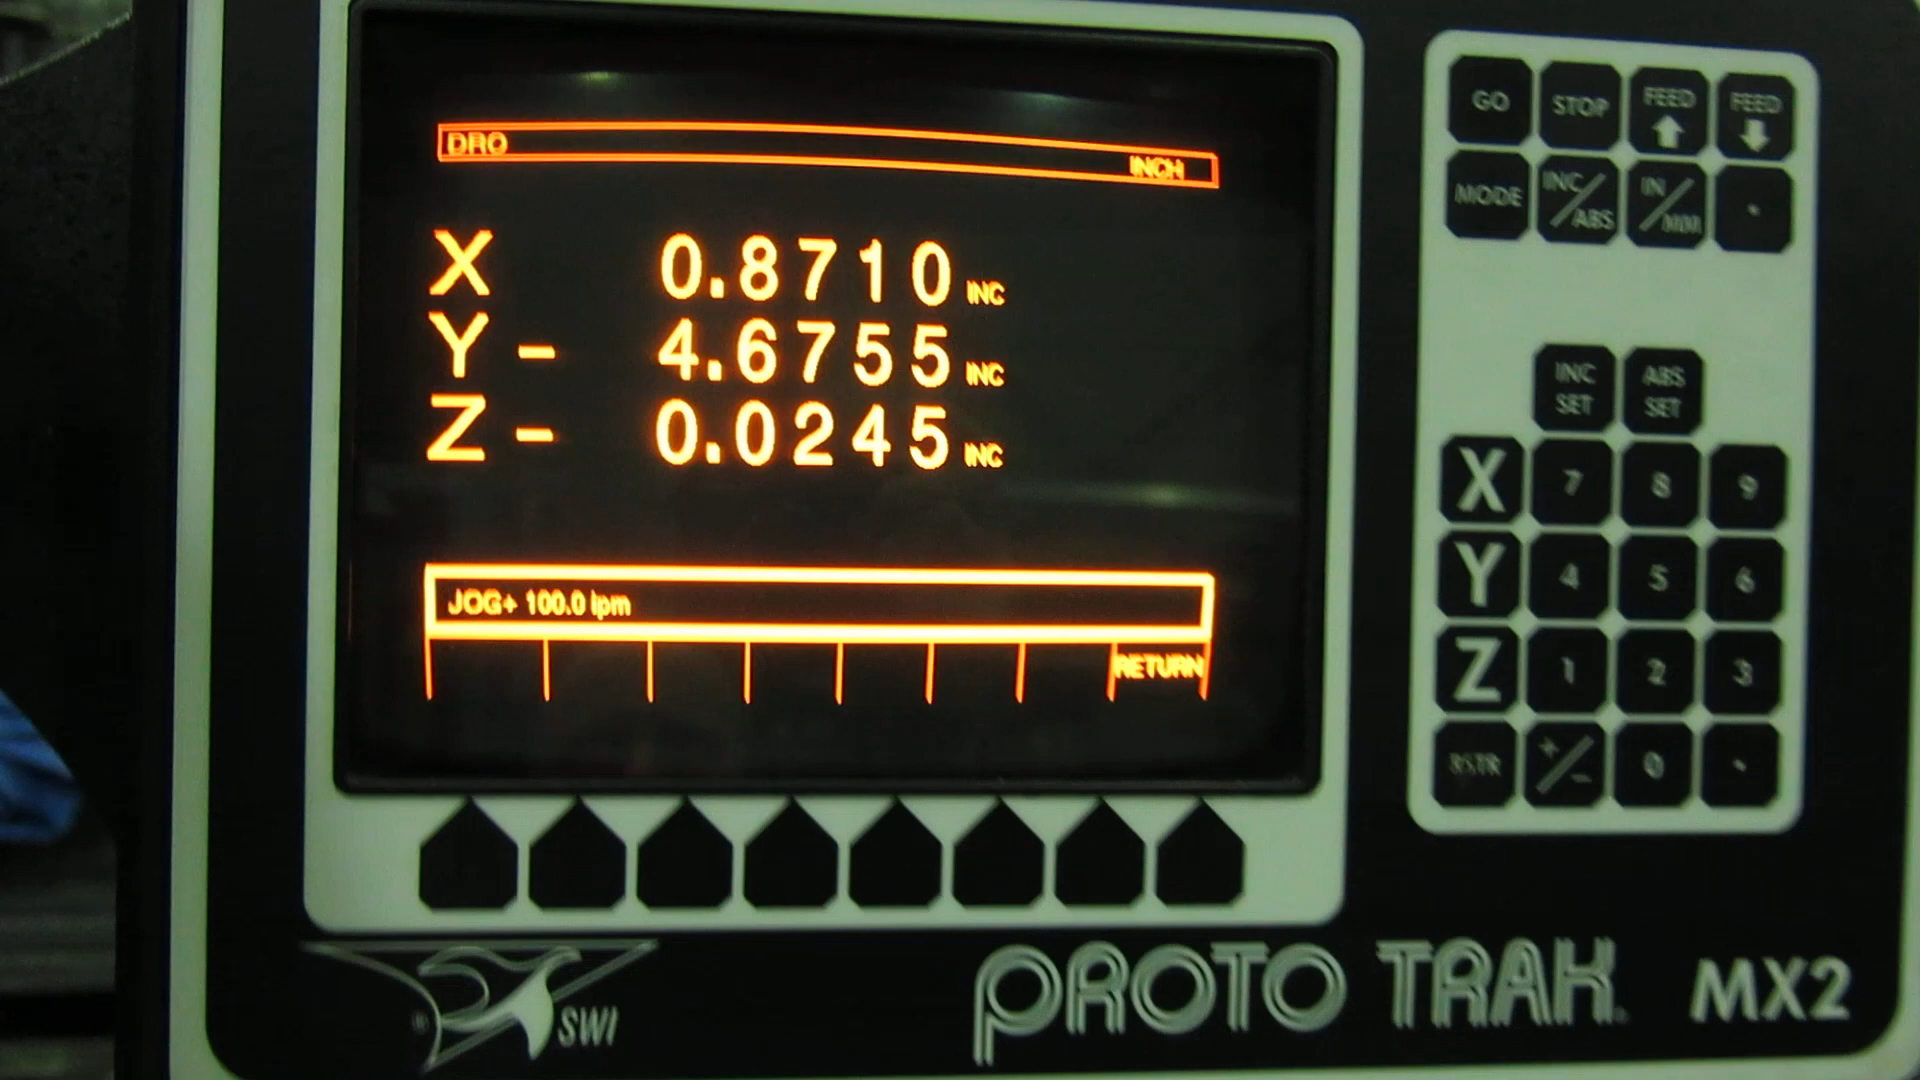 DRO INCH
X 0.8710 INC
Y - 4.6755 INC
Z - 0.0245 INC
JOG+ 100.0 ipm
RETURN
GO STOP FEED FEED
MODE INC/ABS IN/MM .
INC SET ABS SET
X 7 8 9
Y 4 5 6
Z 1 2 3
RSTR +/- 0 .
® SWI PROTO TRAK® MX2